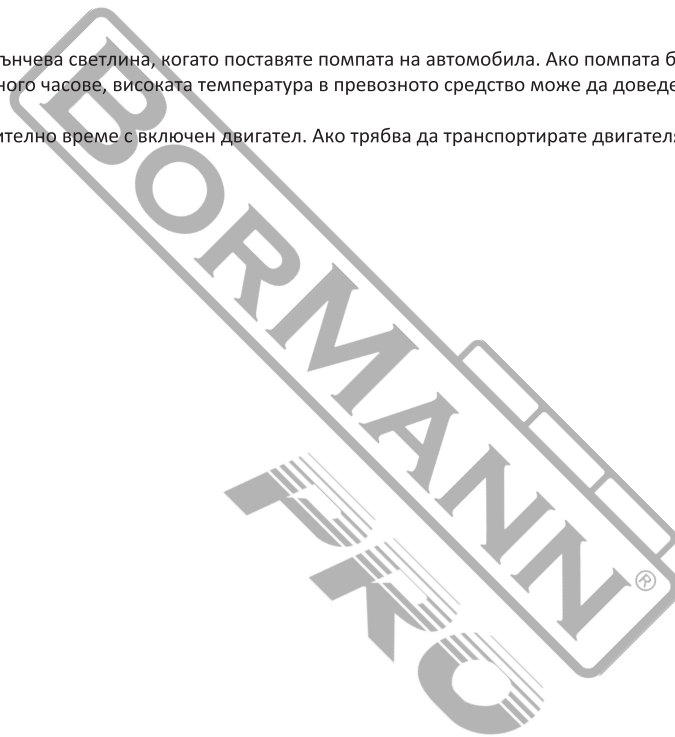 ънчева светлина, когато поставяте помпата на автомобила. Ако помпата б
ного часове, високата температура в превозното средство може да доведе
ително време с включен двигател. Ако трябва да транспортирате двигателя
BORMANN®
PRO